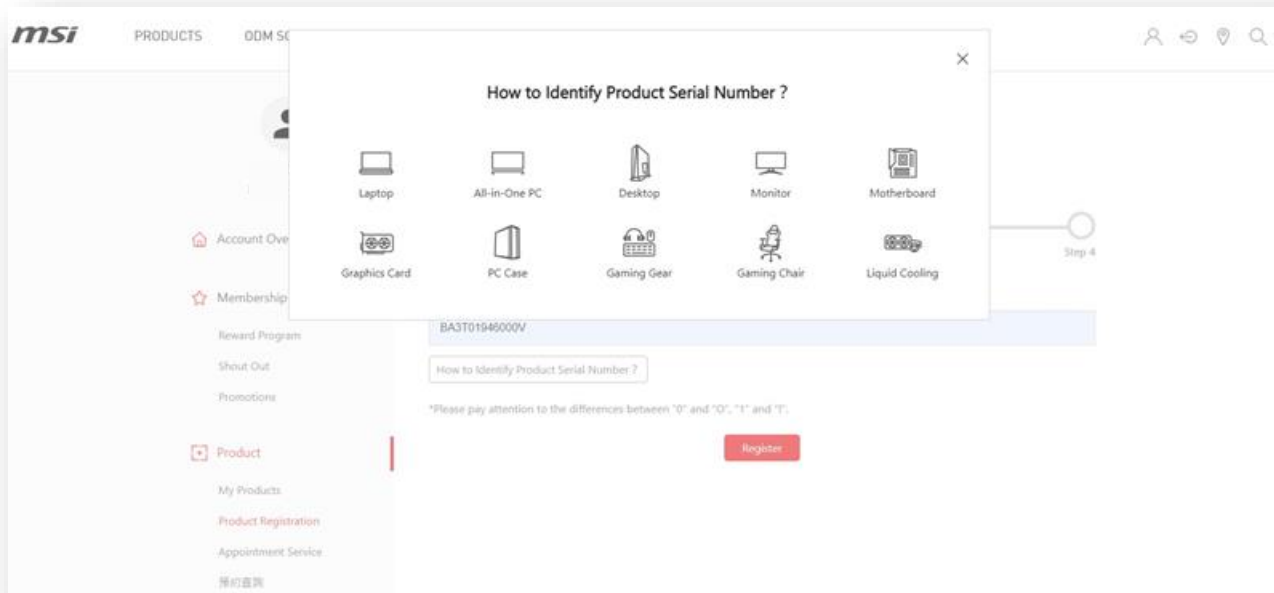 msi
PRODUCTS
ODM SO
How to Identify Product Serial Number ?
Laptop
All-in-One PC
Desktop
Monitor
Motherboard
Graphics Card
PC Case
Gaming Gear
Gaming Chair
Liquid Cooling
Account Ove
Membership
Reward Program
Shout Out
Promotions
Product
My Products
Product Registration
Appointment Service
預約查詢
Step 4
BA3T01946000V
How to Identify Product Serial Number ?
*Please pay attention to the differences between "0" and "O", "1" and "I".
Register